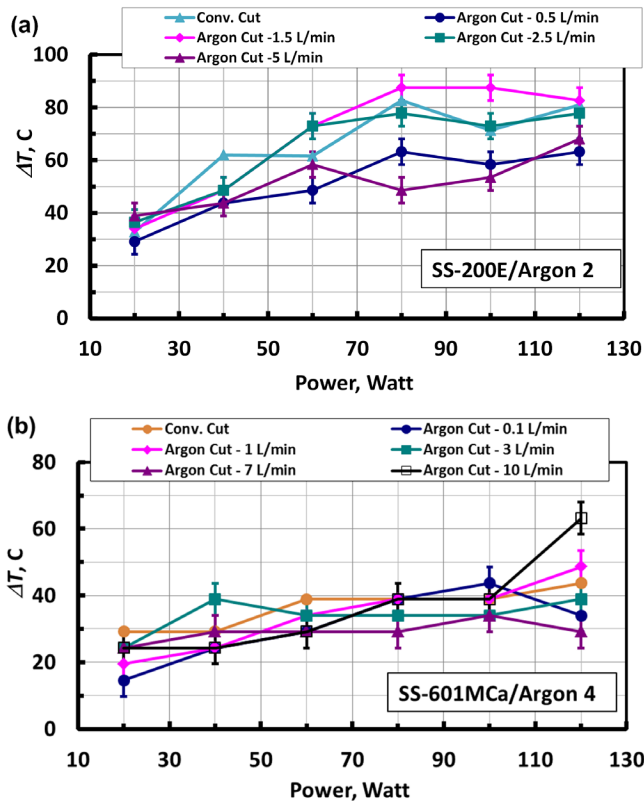 (a)
Conv. Cut
Argon Cut - 0.5 L/min
Argon Cut -1.5 L/min
Argon Cut -2.5 L/min
Argon Cut -5 L/min
100
80
60
40
20
0
ΔT, C
SS-200E/Argon 2
10 30 50 70 90 110 130
Power, Watt
(b)
Conv. Cut
Argon Cut - 0.1 L/min
Argon Cut - 1 L/min
Argon Cut - 3 L/min
Argon Cut - 7 L/min
Argon Cut - 10 L/min
80
60
40
20
0
ΔT, C
SS-601MCa/Argon 4
10 30 50 70 90 110 130
Power, Watt